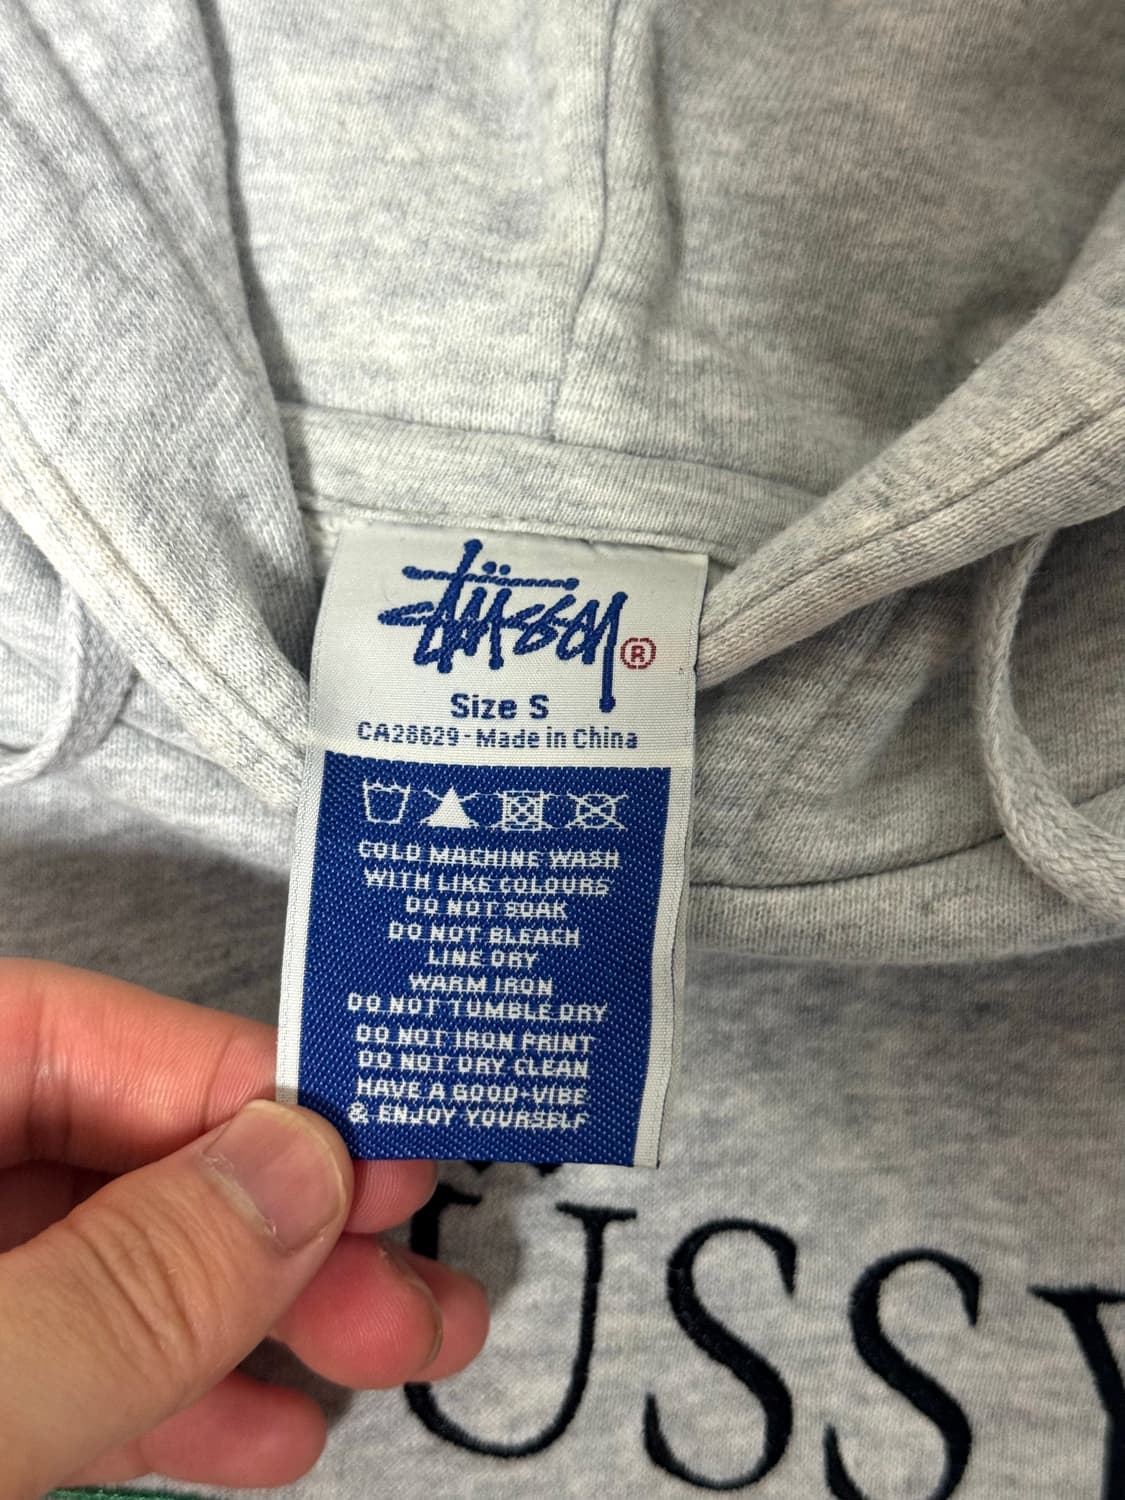 Stüssy ®
Size S
CA28629 - Made in China
COLD MACHINE WASH
WITH LIKE COLOURS
DO NOT SOAK
DO NOT BLEACH
LINE DRY
WARM IRON
DO NOT TUMBLE DRY
DO NOT IRON PRINT
DO NOT DRY CLEAN
HAVE A GOOD-VIBE
& ENJOY YOURSELF
USSY